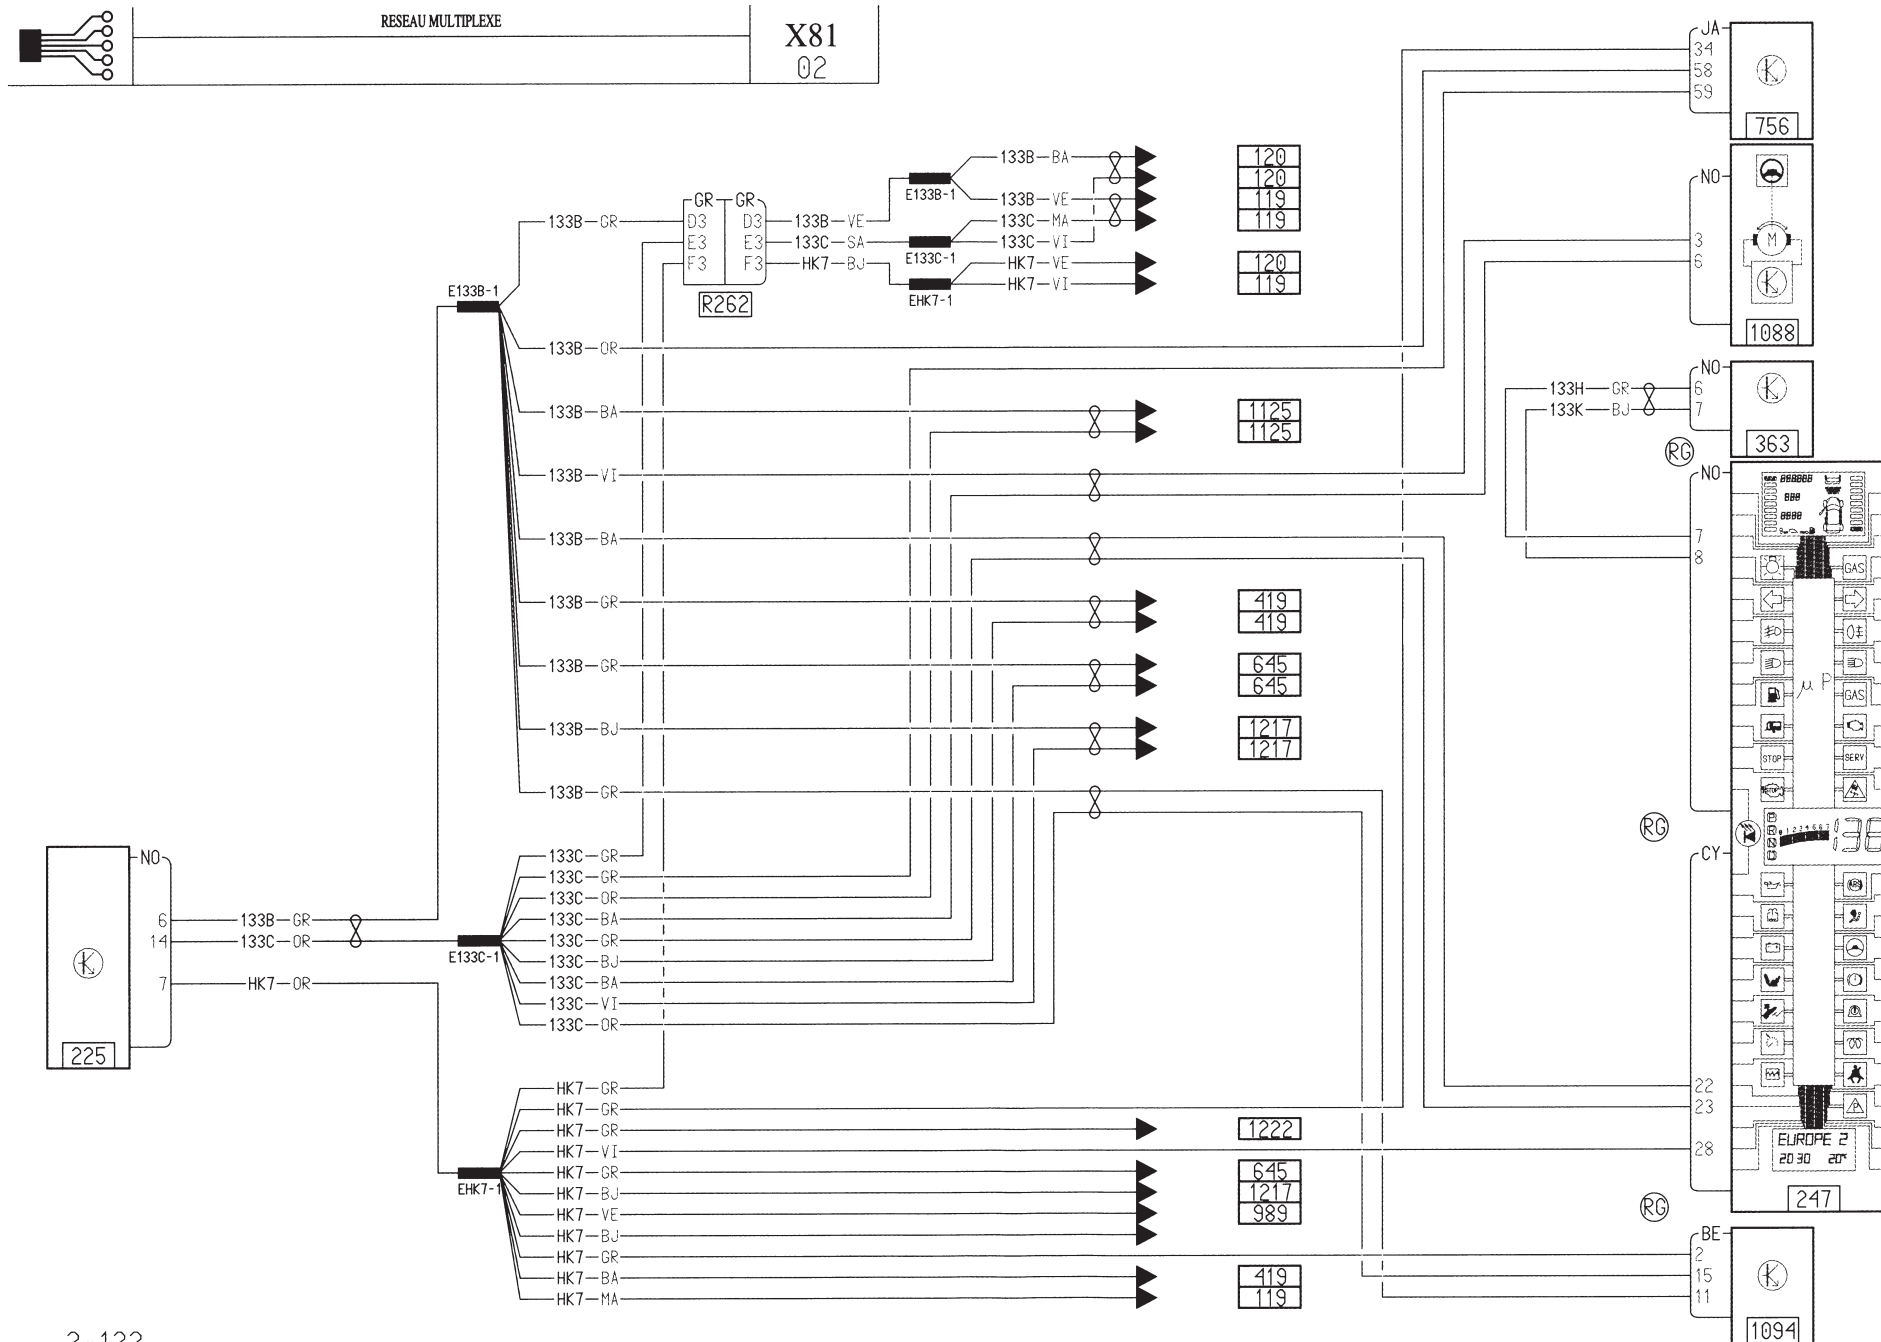 RESEAU MULTIPLEXE
X81
02
JA
34
58
59
756
NO
3
6
1088
NO
133H GR 6
133K BJ 7
363
RG
NO
7
8
133B BA
120
120
E133B-1
133B VE
119
133C MA
119
133C VI
E133C-1
HK7 VE
120
HK7 VI
119
EHK7-1
GR GR
133B GR D3 D3 133B VE
E3 E3 133C SA
F3 F3 HK7 BJ
R262
E133B-1
133B OR
133B BA
1125
1125
133B VI
133B BA
133B GR
419
419
133B GR
645
645
133B BJ
1217
1217
133B GR
NO
6 133B GR
14 133C OR
7 HK7 OR
225
E133C-1
133C GR
133C GR
133C OR
133C BA
133C GR
133C BJ
133C BA
133C VI
133C OR
EHK7-1
HK7 GR
HK7 GR
HK7 GR
1222
HK7 VI
HK7 GR
645
HK7 BJ
1217
HK7 VE
989
HK7 BJ
HK7 GR
HK7 BA
419
HK7 MA
119
GAS
µP
GAS
STOP SERV
STOP
RG
CY
22
23
28
EUROPE 2
20 30 20°
247
RG
BE
2
15
11
1094